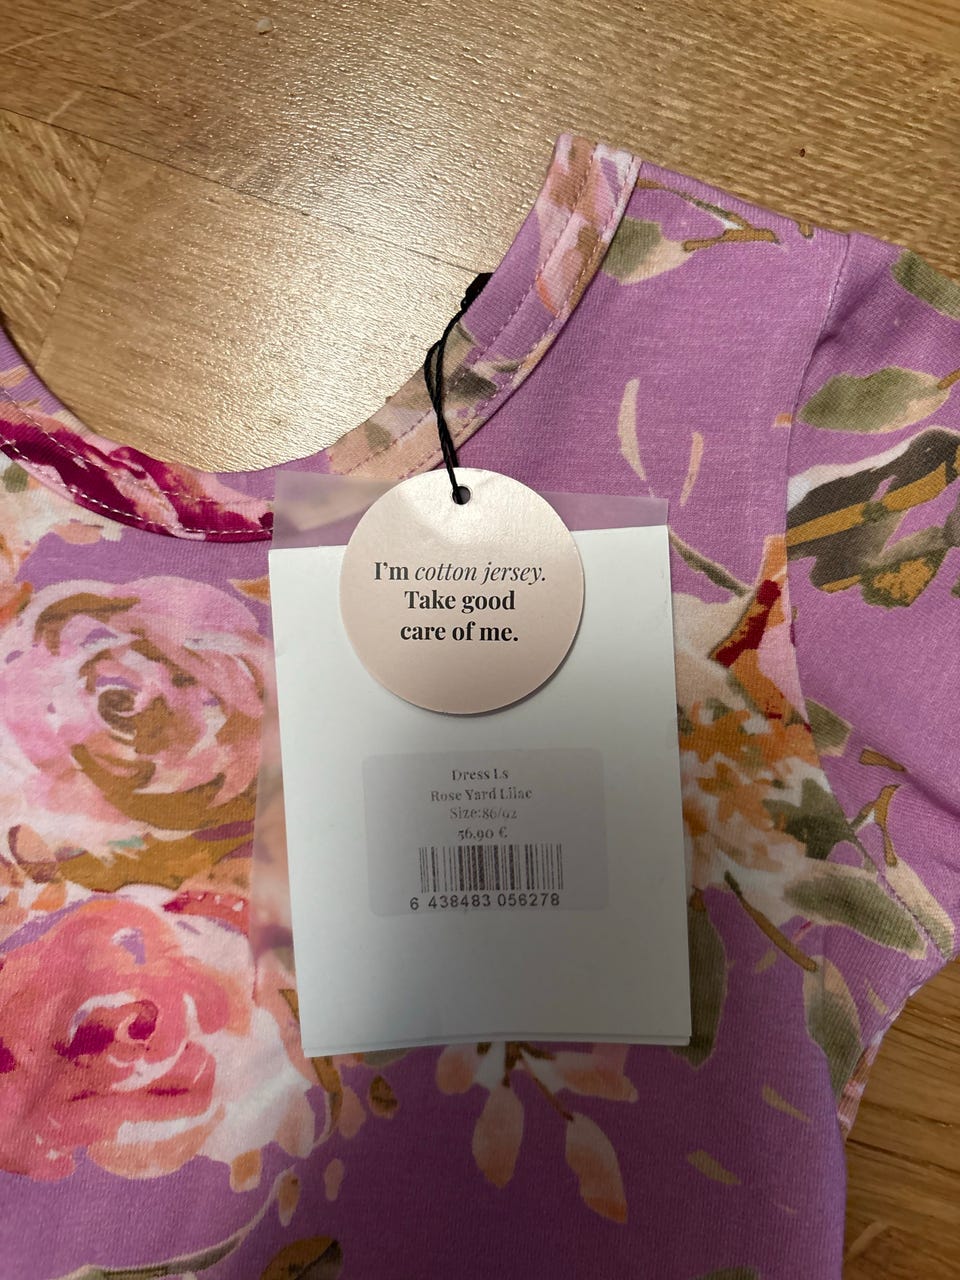 I'm cotton jersey.
Take good
care of me.
Dress Ls
Rose Yard Lilac
Size:86/92
56.90 €
6 438483 056278